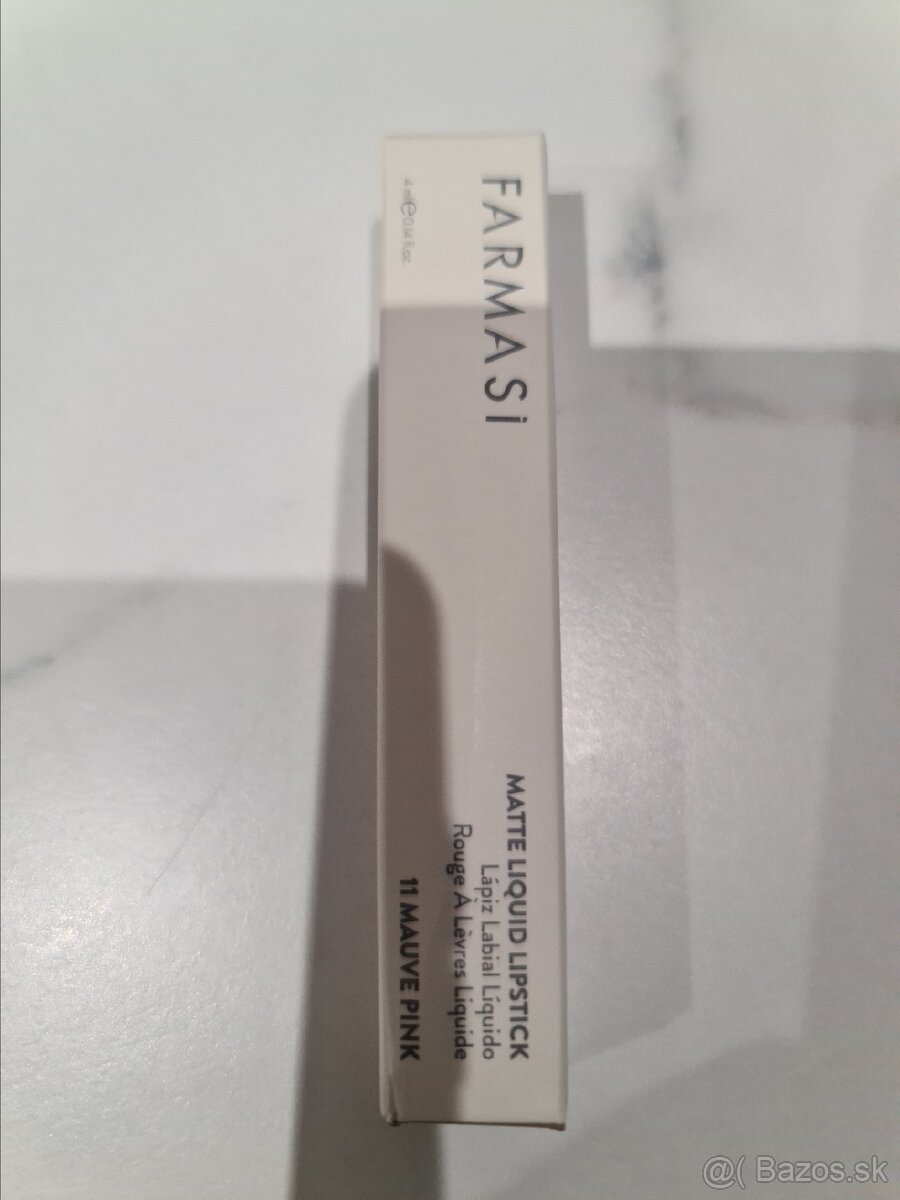 FARMASi
4 ml ℮ 0.14 fl.oz.
MATTE LIQUID LIPSTICK
Lápiz Labial Líquido
Rouge À Lèvres Liquide
11 MAUVE PINK
@( Bazos.sk